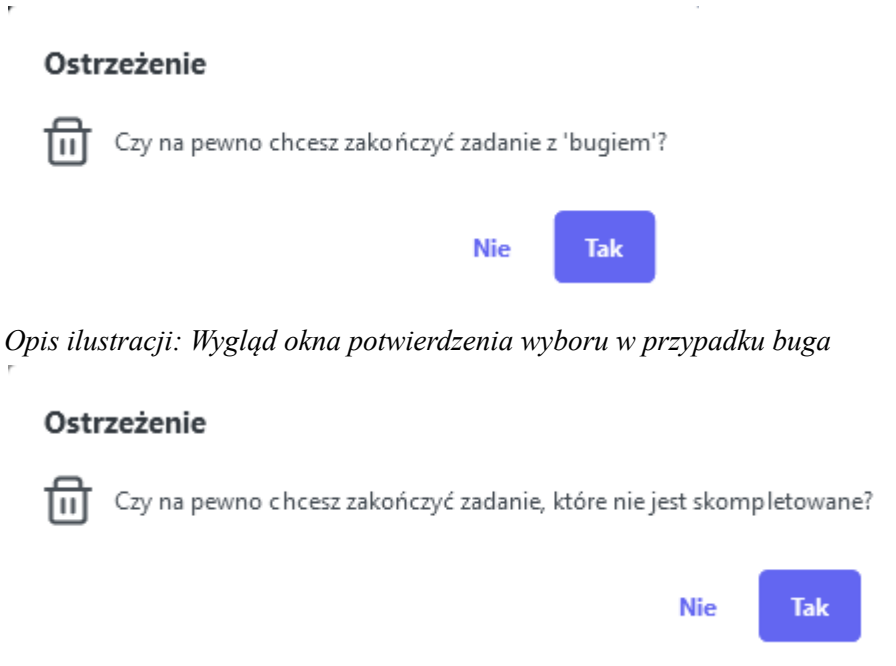 Ostrzeżenie
Czy na pewno chcesz zakończyć zadanie z 'bugiem'?
Nie
Tak
Opis ilustracji: Wygląd okna potwierdzenia wyboru w przypadku buga
Ostrzeżenie
Czy na pewno chcesz zakończyć zadanie, które nie jest skompletowane?
Nie
Tak